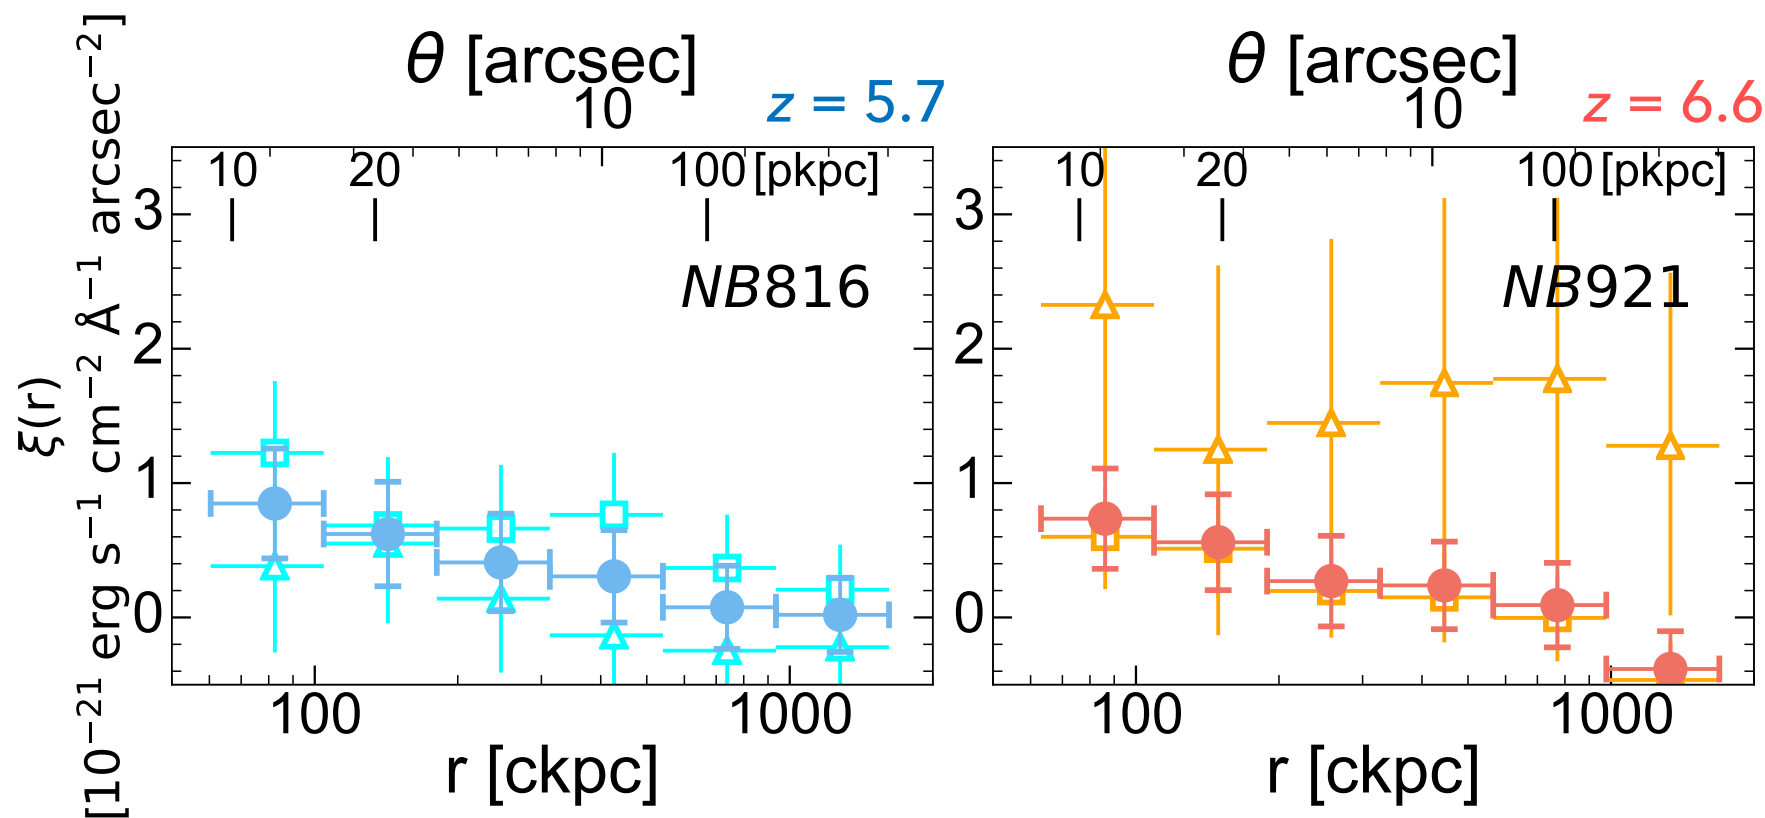 θ [arcsec]
10
z = 5.7
10 20 100 [pkpc]
NB816
3
2
1
0
ξ(r)
[10⁻²¹ erg s⁻¹ cm⁻² Å⁻¹ arcsec⁻²]
100 1000
r [ckpc]
θ [arcsec]
10
z = 6.6
10 20 100 [pkpc]
NB921
3
2
1
0
100 1000
r [ckpc]